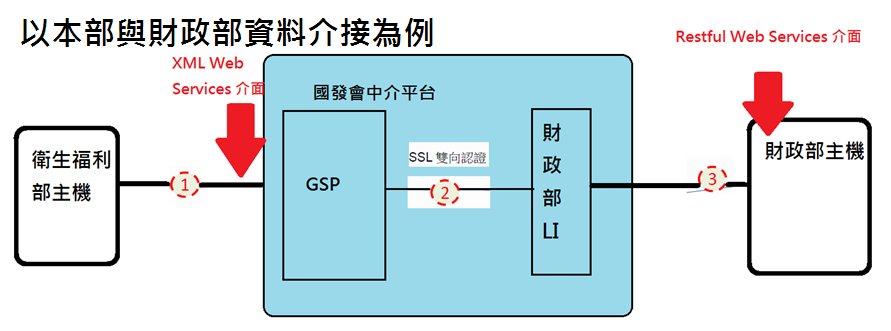 以本部與財政部資料介接為例
XML Web
Services 介面
Restful Web Services 介面
國發會中介平台
衛生福利
部主機
①
GSP
SSL 雙向認證
②
財
政
部
LI
③
財政部主機